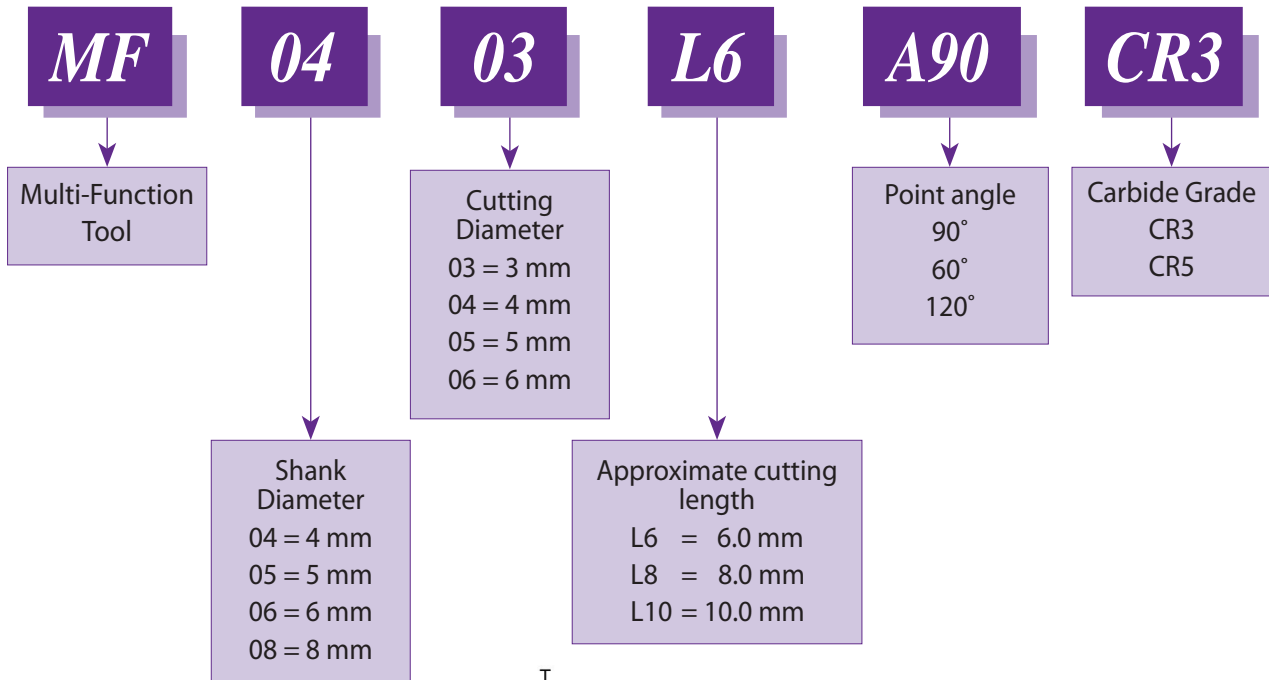 MF 04 03 L6 A90 CR3
Multi-Function
Tool
Shank
Diameter
04 = 4 mm
05 = 5 mm
06 = 6 mm
08 = 8 mm
Cutting
Diameter
03 = 3 mm
04 = 4 mm
05 = 5 mm
06 = 6 mm
Approximate cutting
length
L6 = 6.0 mm
L8 = 8.0 mm
L10 = 10.0 mm
Point angle
90˚
60˚
120˚
Carbide Grade
CR3
CR5
T